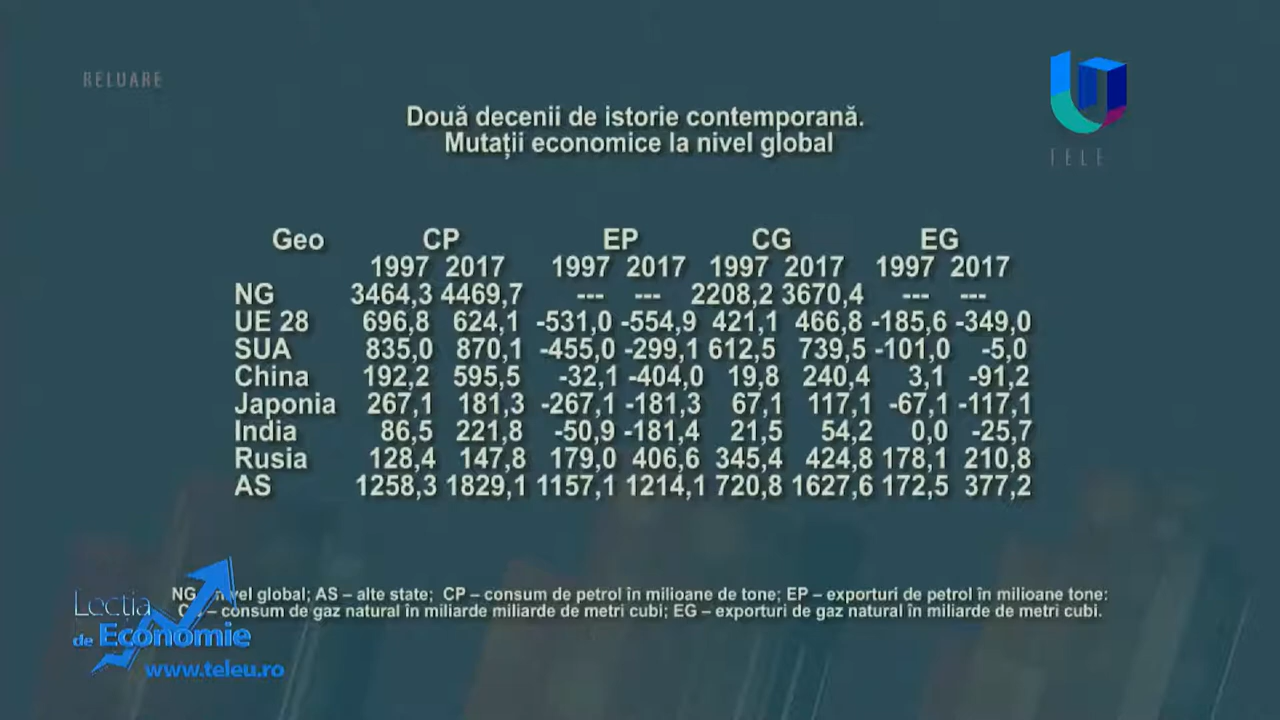 RELUARE
TELE
Două decenii de istorie contemporană.
Mutații economice la nivel global
Geo CP EP CG EG
1997 2017 1997 2017 1997 2017 1997 2017
NG 3464,3 4469,7 --- --- 2208,2 3670,4 --- ---
UE 28 696,8 624,1 -531,0 -554,9 421,1 466,8 -185,6 -349,0
SUA 835,0 870,1 -455,0 -299,1 612,5 739,5 -101,0 -5,0
China 192,2 595,5 -32,1 -404,0 19,8 240,4 3,1 -91,2
Japonia 267,1 181,3 -267,1 -181,3 67,1 117,1 -67,1 -117,1
India 86,5 221,8 -50,9 -181,4 21,5 54,2 0,0 -25,7
Rusia 128,4 147,8 179,0 406,6 345,4 424,8 178,1 210,8
AS 1258,3 1829,1 1157,1 1214,1 720,8 1627,6 172,5 377,2
NG nivel global; AS – alte state; CP – consum de petrol în milioane de tone; EP – exporturi de petrol în milioane tone:
– consum de gaz natural în miliarde miliarde de metri cubi; EG – exporturi de gaz natural în miliarde de metri cubi.
Lecția
de Economie
www.teleu.ro